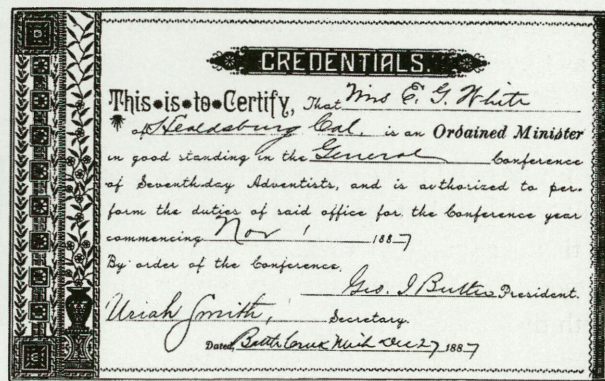 CREDENTIALS.
This is to Certify, That Mrs E. G. White
of Healdsburg Cal. is an Ordained Minister
in good standing in the General Conference
of Seventh-day Adventists, and is authorized to per-
form the duties of said office for the Conference year
commencing Nov 1 1887
By order of the Conference.
Geo. I Butler President.
Uriah Smith, Secretary
Dated, Battle Creek Mich Dec 27 1887